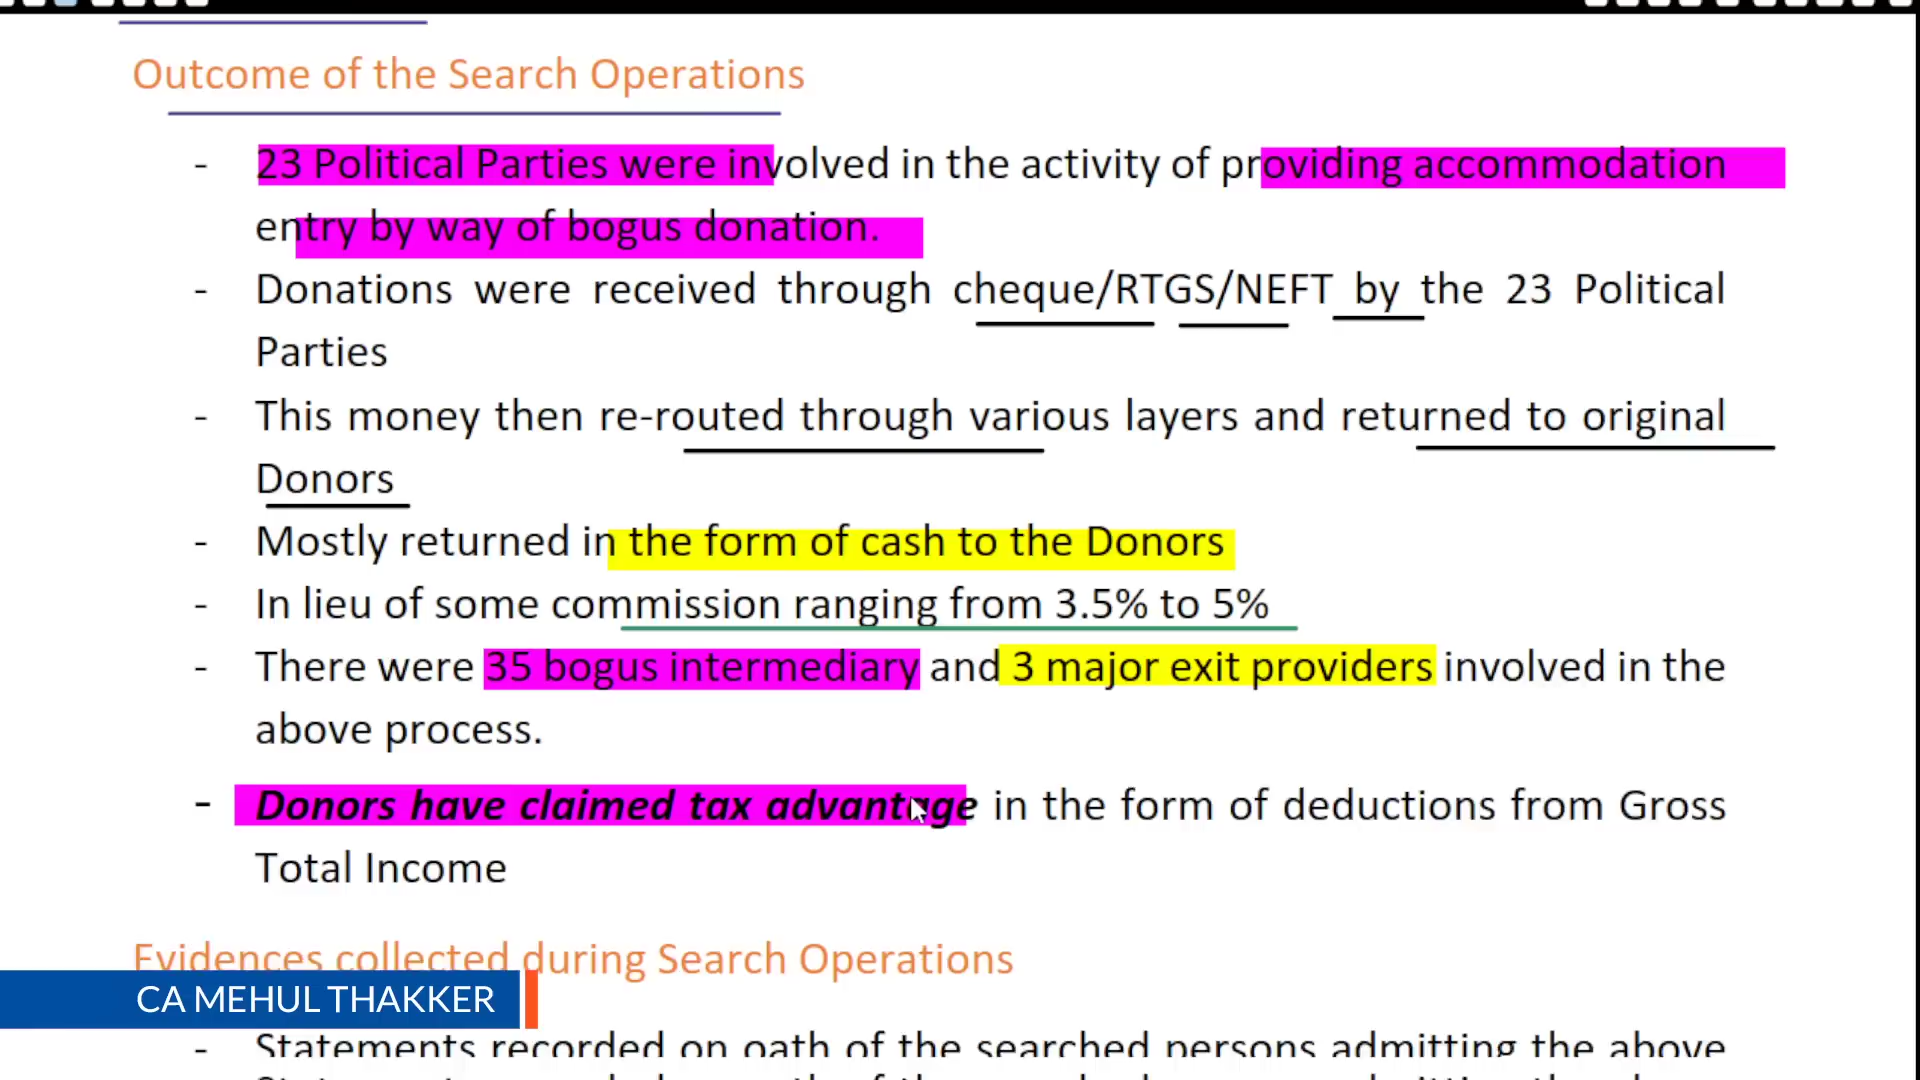 Outcome of the Search Operations
- 23 Political Parties were involved in the activity of providing accommodation
entry by way of bogus donation.
- Donations were received through cheque/RTGS/NEFT by the 23 Political
Parties
- This money then re-routed through various layers and returned to original
Donors
- Mostly returned in the form of cash to the Donors
- In lieu of some commission ranging from 3.5% to 5%
- There were 35 bogus intermediary and 3 major exit providers involved in the
above process.
- Donors have claimed tax advantage in the form of deductions from Gross
Total Income
Evidences collected during Search Operations
CA MEHUL THAKKER
- Statements recorded on oath of the searched persons admitting the above